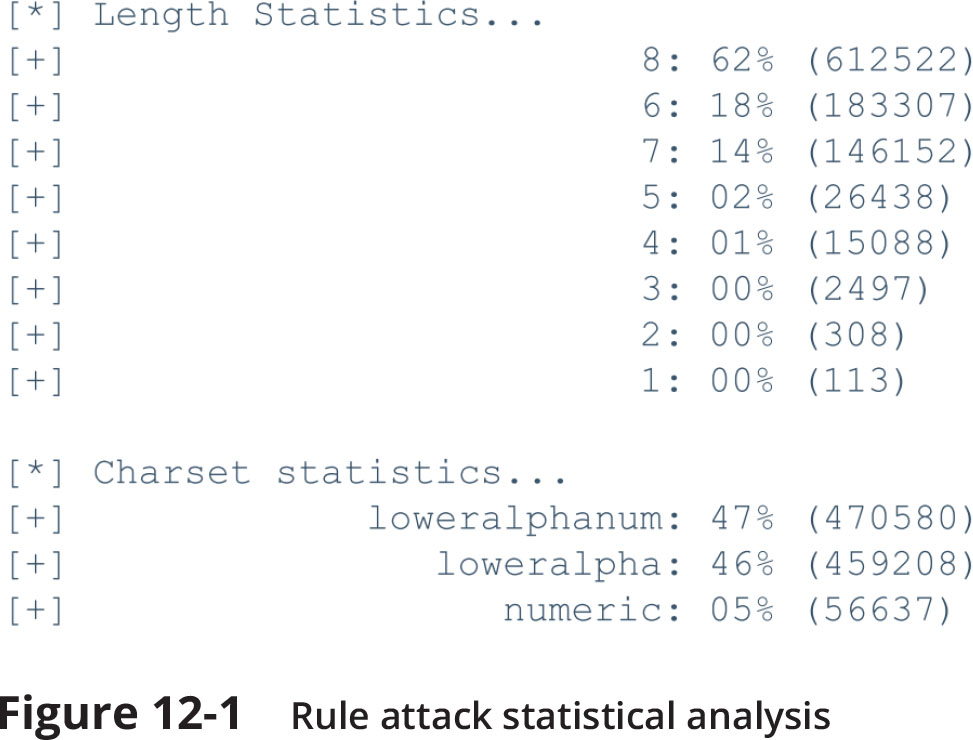 [*] Length Statistics...
[+] 8: 62% (612522)
[+] 6: 18% (183307)
[+] 7: 14% (146152)
[+] 5: 02% (26438)
[+] 4: 01% (15088)
[+] 3: 00% (2497)
[+] 2: 00% (308)
[+] 1: 00% (113)
[*] Charset statistics...
[+] loweralphanum: 47% (470580)
[+] loweralpha: 46% (459208)
[+] numeric: 05% (56637)
Figure 12-1 Rule attack statistical analysis